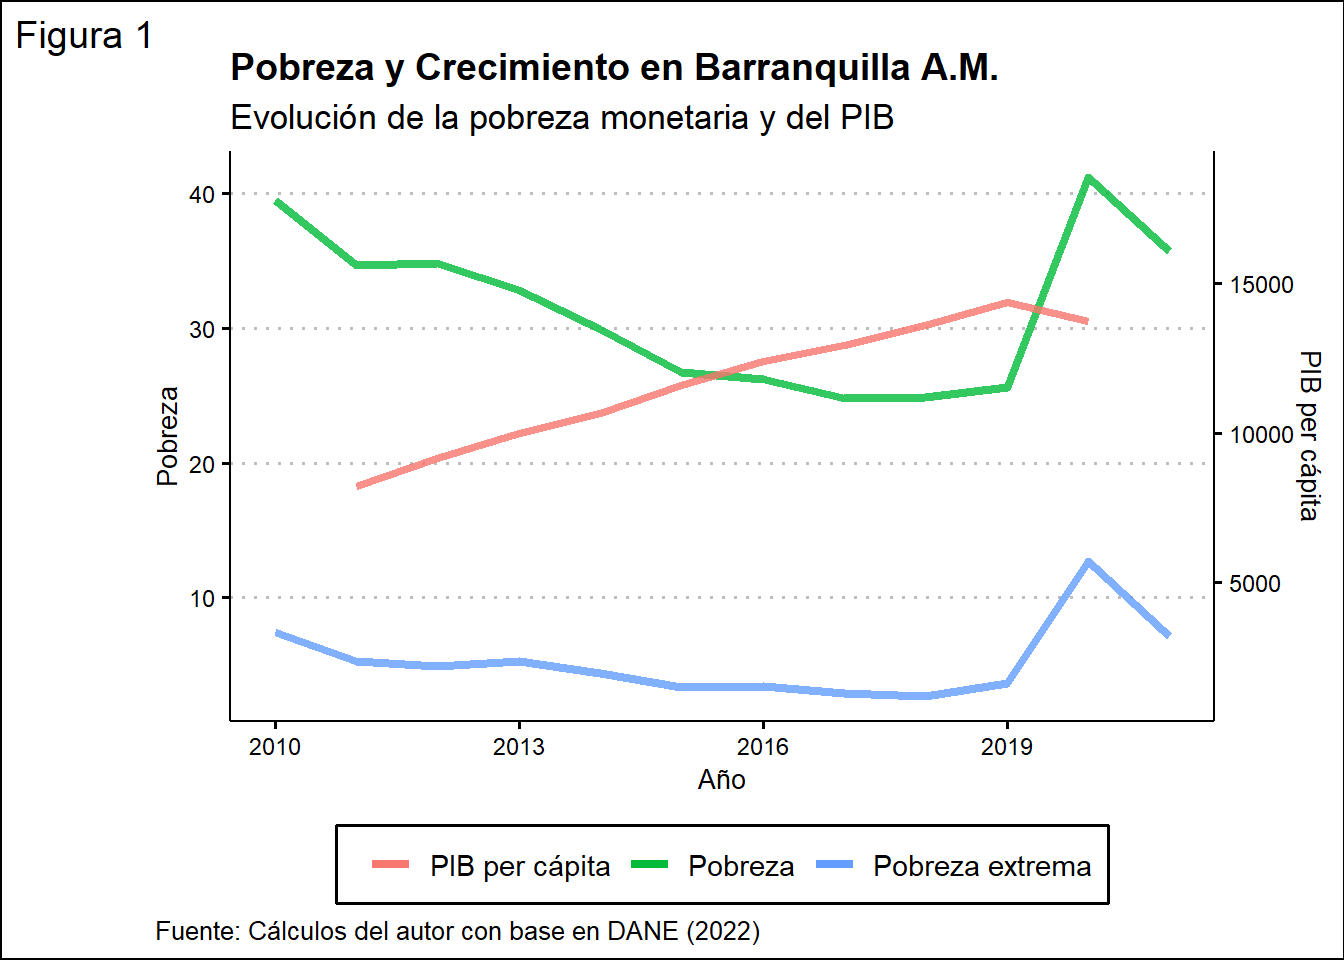 Figura 1
Pobreza y Crecimiento en Barranquilla A.M.
Evolución de la pobreza monetaria y del PIB
40
30
20
10
Pobreza
15000
10000
5000
PIB per cápita
2010 2013 2016 2019
Año
PIB per cápita Pobreza Pobreza extrema
Fuente: Cálculos del autor con base en DANE (2022)